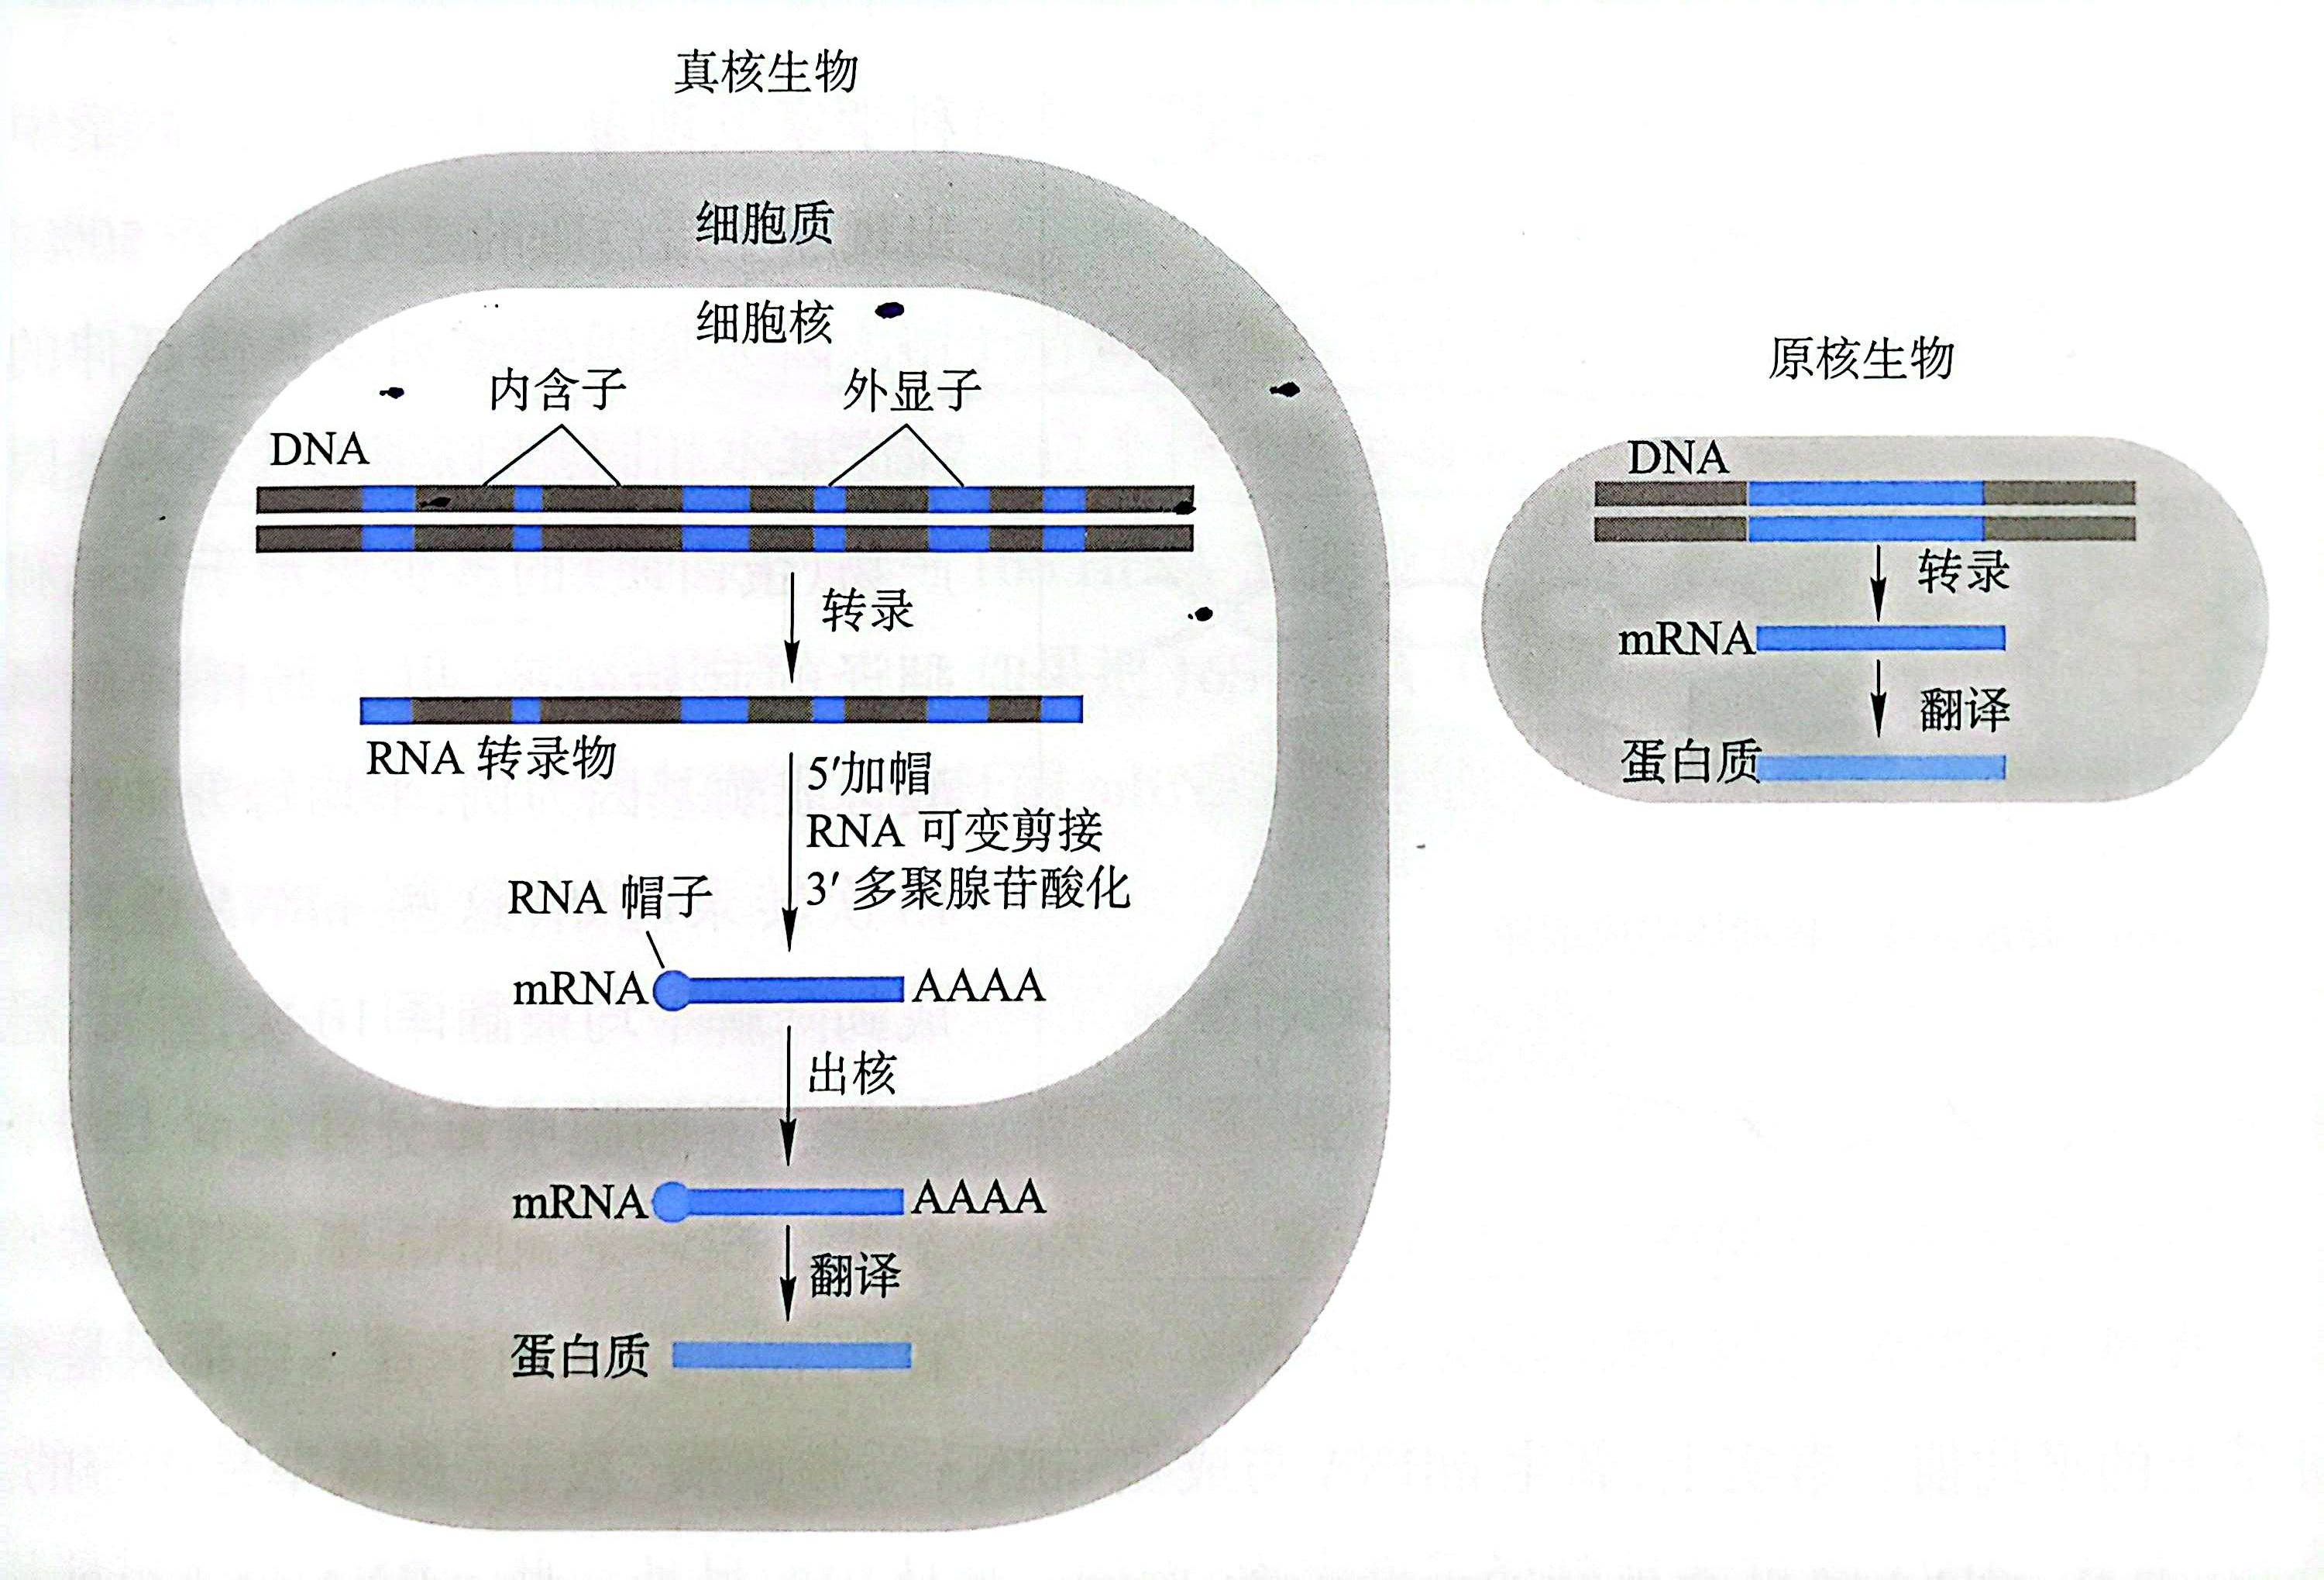 真核生物
细胞质
细胞核
内含子
外显子
DNA
转录
RNA 转录物
5′加帽
RNA 可变剪接
3′ 多聚腺苷酸化
RNA 帽子
mRNA
AAAA
出核
mRNA
AAAA
翻译
蛋白质
原核生物
DNA
转录
mRNA
翻译
蛋白质